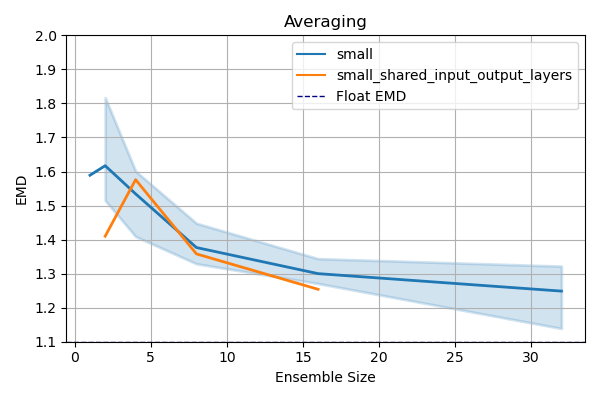 Averaging
2.0
1.9
1.8
1.7
1.6
1.5
1.4
1.3
1.2
1.1
EMD
small
small_shared_input_output_layers
Float EMD
0 5 10 15 20 25 30
Ensemble Size